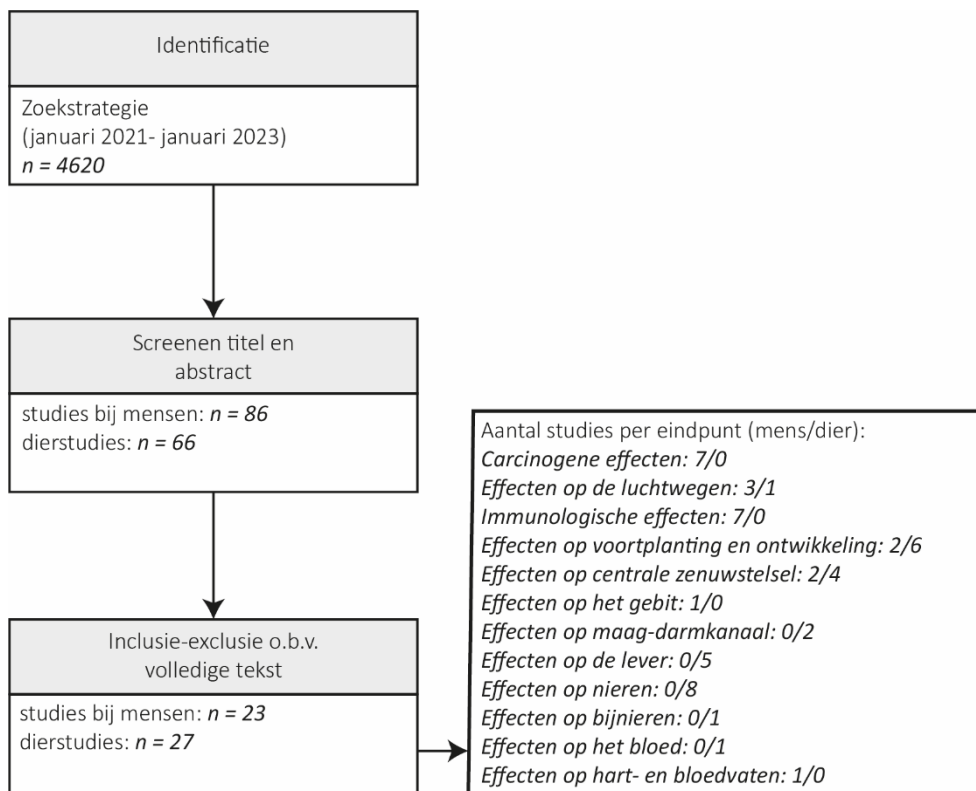 Identificatie
Zoekstrategie
(januari 2021- januari 2023)
n = 4620
Screenen titel en
abstract
studies bij mensen: n = 86
dierstudies: n = 66
Inclusie-exclusie o.b.v.
volledige tekst
studies bij mensen: n = 23
dierstudies: n = 27
Aantal studies per eindpunt (mens/dier):
Carcinogene effecten: 7/0
Effecten op de luchtwegen: 3/1
Immunologische effecten: 7/0
Effecten op voortplanting en ontwikkeling: 2/6
Effecten op centrale zenuwstelsel: 2/4
Effecten op het gebit: 1/0
Effecten op maag-darmkanaal: 0/2
Effecten op de lever: 0/5
Effecten op nieren: 0/8
Effecten op bijnieren: 0/1
Effecten op het bloed: 0/1
Effecten op hart- en bloedvaten: 1/0